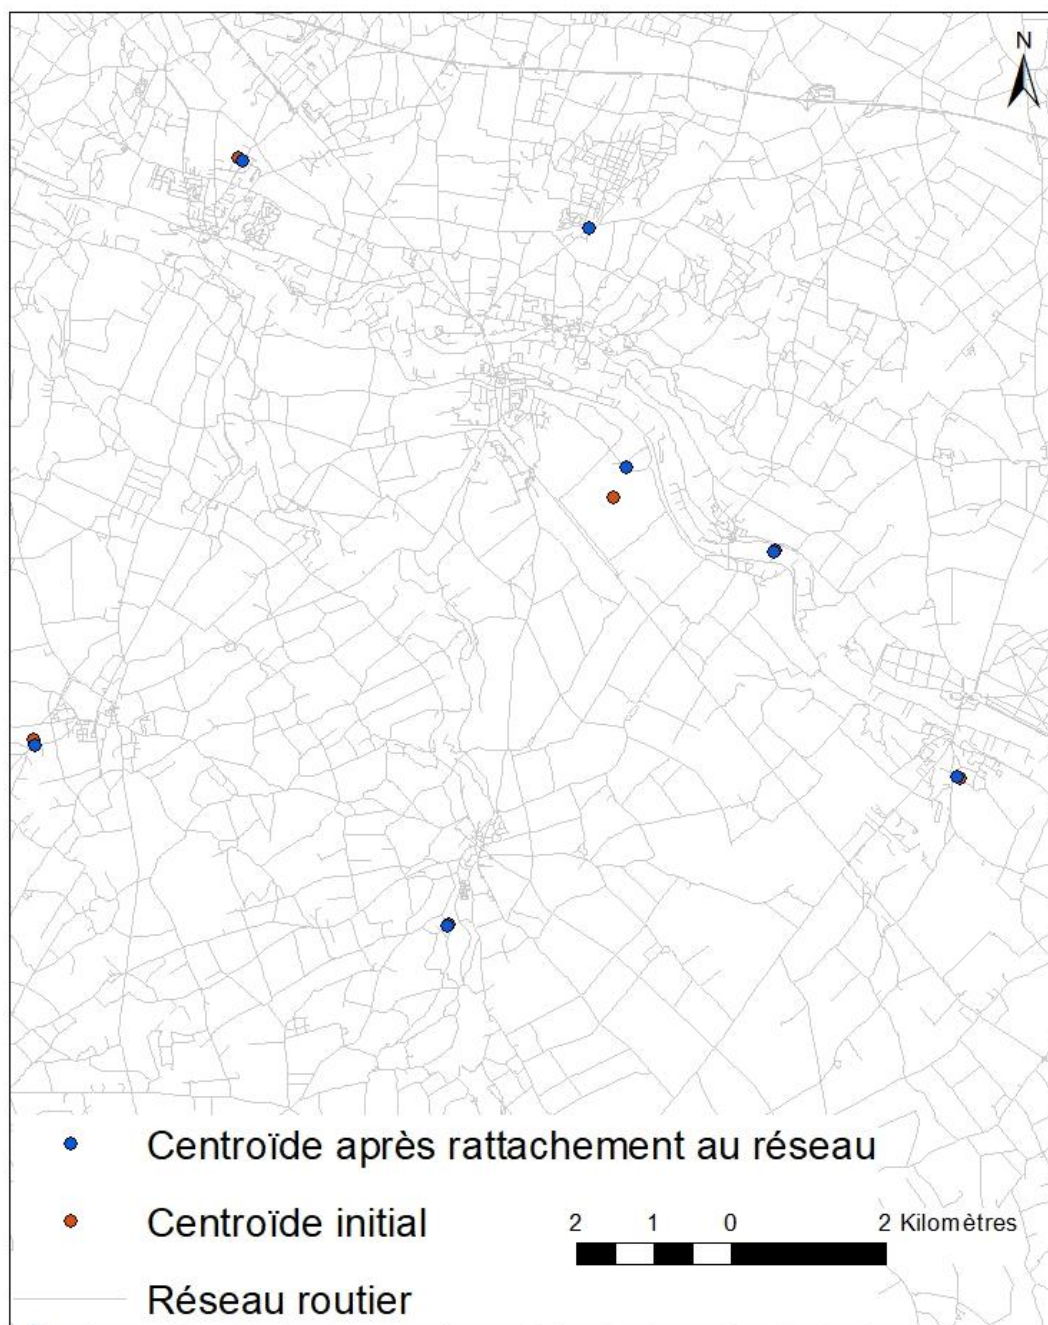 N
Centroïde après rattachement au réseau
Centroïde initial
2 1 0 2 Kilomètres
Réseau routier